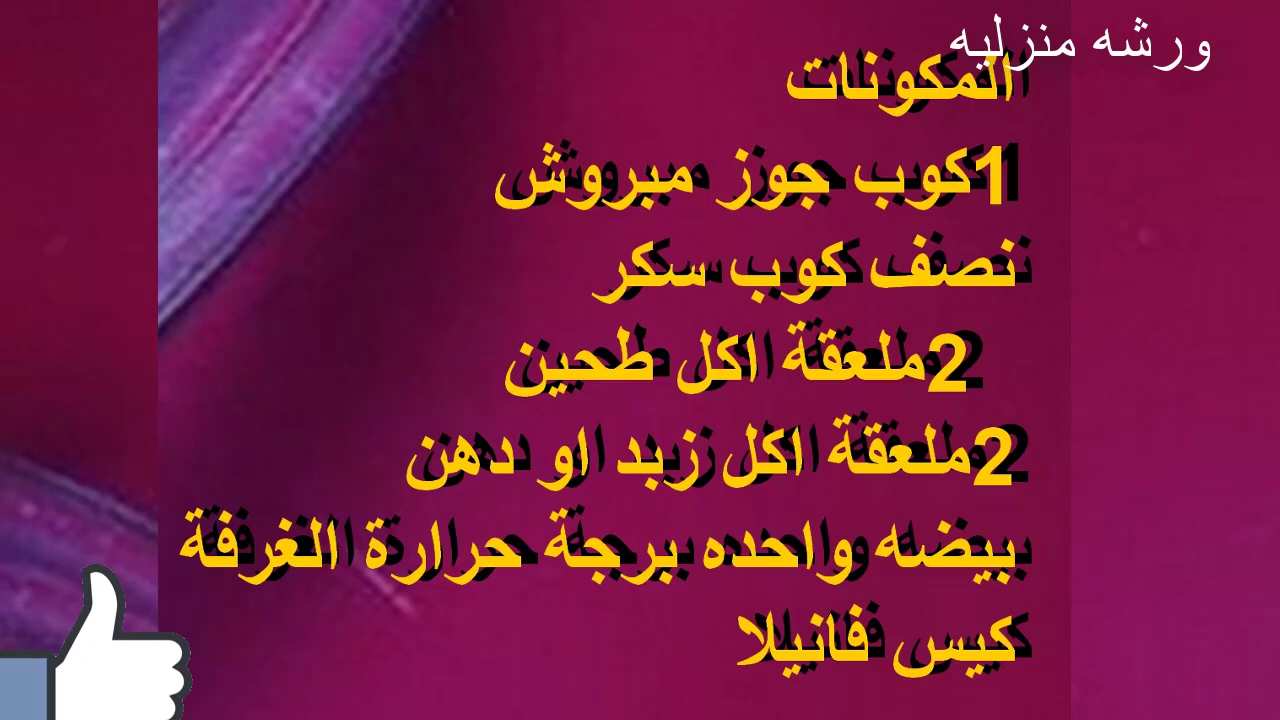 ورشه منزليه
المكونات
1كوب جوز مبروش
نصف كوب سكر
2ملعقة اكل طحين
2ملعقة اكل زبد او دهن
بيضه واحده برجة حرارة الغرفة
كيس فانيلا